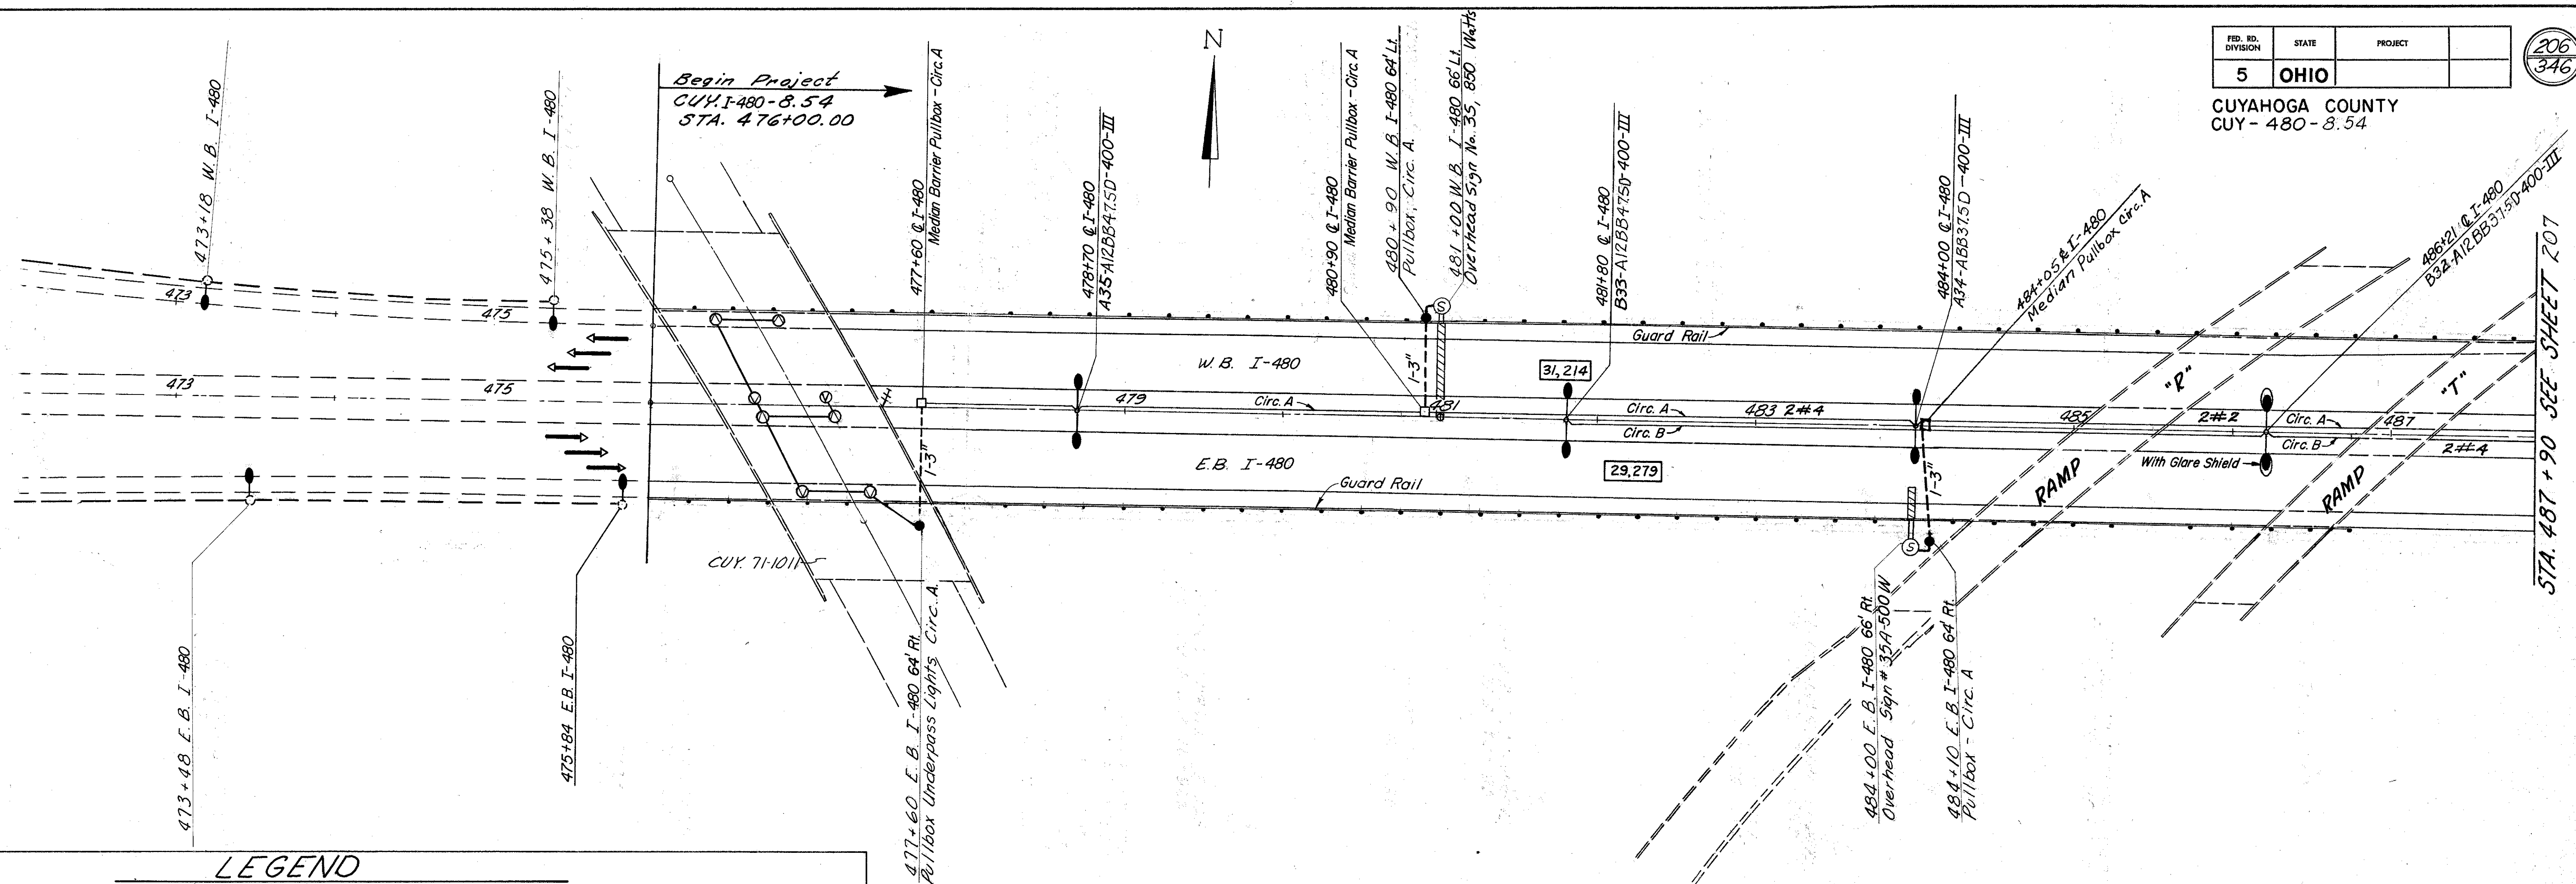 FED. RD. DIVISION
STATE
PROJECT
5
OHIO
206
346
CUYAHOGA COUNTY
CUY - 480 - 8.54
N
Begin Project
CUY. I-480 - 8.54
STA. 476+00.00
473+18 W. B. I-480
475+38 W. B. I-480
477+60 ℄ I-480
Median Barrier Pullbox - Circ. A
478+70 ℄ I-480
A35-A12BB47.5D-400-III
480+90 ℄ I-480
Median Barrier Pullbox - Circ. A
480+90 W. B. I-480 64' Lt.
Pullbox, Circ. A.
481+00 W. B. I-480 66' Lt.
Overhead Sign No. 35, 850 Watts
481+80 ℄ I-480
B33-A12BB47.5D-400-III
484+00 ℄ I-480
A34-ABB37.5D-400-III
484+05 ℄ I-480
Median Pullbox Circ. A
486+21 ℄ I-480
B32-A12BB37.5D-400-III
STA. 487+90 SEE SHEET 207
473
475
Guard Rail
W. B. I-480
31,214
"R"
"T"
1-3"
473
475
479
Circ. A
481
Circ. A
483 2#4
485
2#2
Circ. A
487
Circ. B
Circ. B
2#4
E. B. I-480
29,279
With Glare Shield
Guard Rail
1-3"
1-3"
RAMP
RAMP
S
S
V
V
V
V
V
V
V
V
CUY. 71-1011
473+48 E. B. I-480
475+84 E.B. I-480
477+60 E. B. I-480 64' Rt.
Pullbox Underpass Lights Circ. A.
484+00 E. B. I-480 66' Rt.
Overhead Sign #35A-500W
484+10 E. B. I-480 64' Rt.
Pullbox - Circ. A
LEGEND